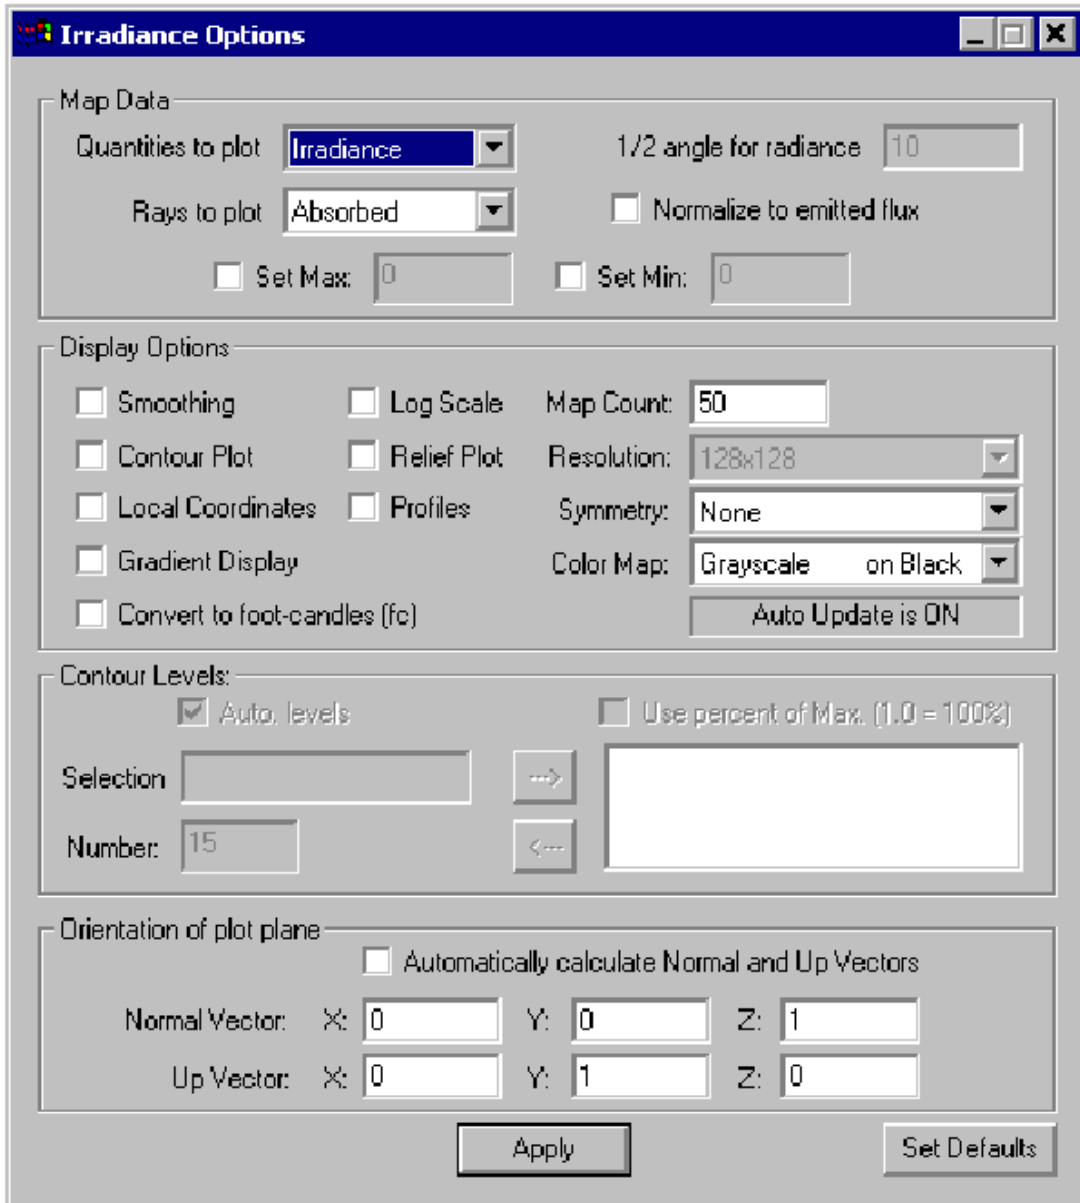 Irradiance Options
Map Data
Quantities to plot Irradiance 1/2 angle for radiance 10
Rays to plot Absorbed Normalize to emitted flux
Set Max: 0 Set Min: 0
Display Options
Smoothing Log Scale Map Count: 50
Contour Plot Relief Plot Resolution: 128x128
Local Coordinates Profiles Symmetry: None
Gradient Display Color Map: Grayscale on Black
Convert to foot-candles (fc) Auto Update is ON
Contour Levels:
Auto. levels Use percent of Max. (1.0 = 100%)
Selection --->
Number: 15 <---
Orientation of plot plane
Automatically calculate Normal and Up Vectors
Normal Vector: X: 0 Y: 0 Z: 1
Up Vector: X: 0 Y: 1 Z: 0
Apply Set Defaults